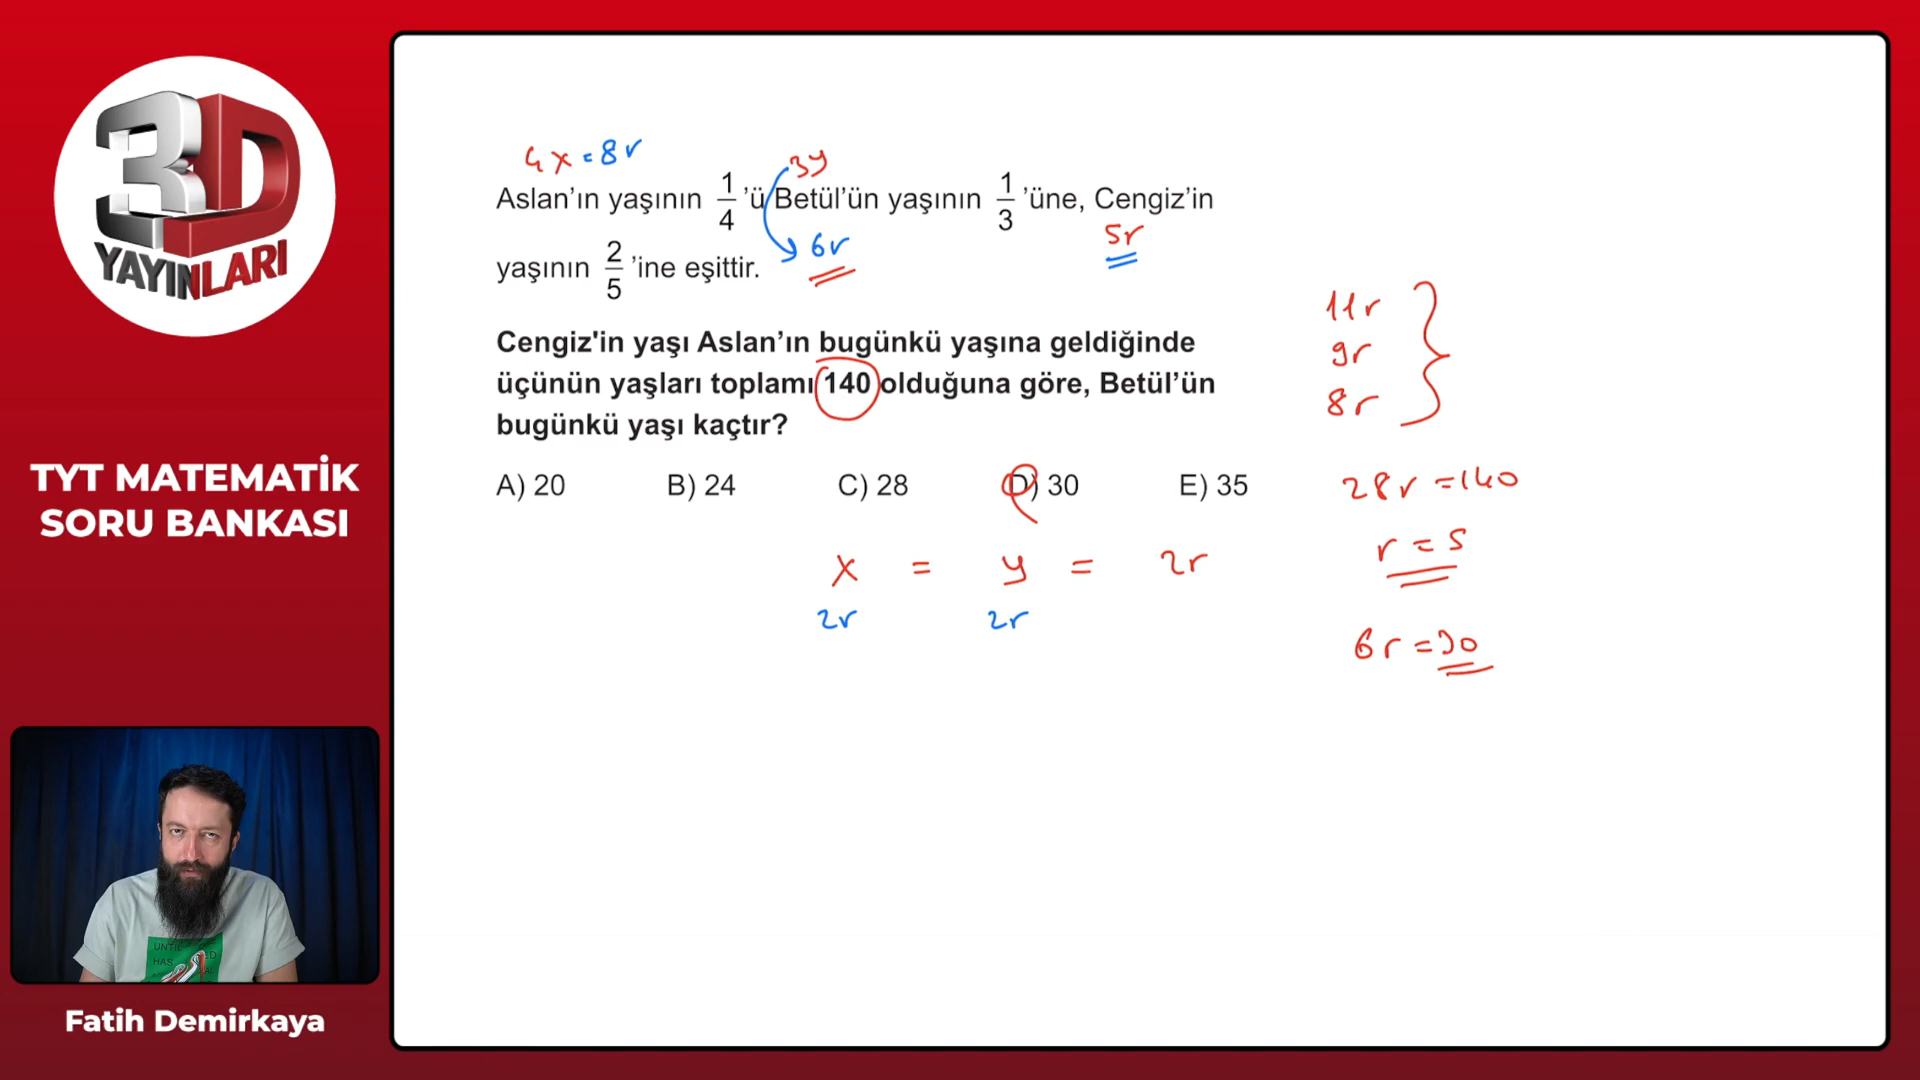 3D
YAYINLARI
TYT MATEMATİK
SORU BANKASI
4x = 8r
3y
Aslan’ın yaşının 1/4 ’ü Betül’ün yaşının 1/3 ’üne, Cengiz’in
6r
5r
yaşının 2/5 ’ine eşittir.
Cengiz'in yaşı Aslan’ın bugünkü yaşına geldiğinde
üçünün yaşları toplamı 140 olduğuna göre, Betül’ün
bugünkü yaşı kaçtır?
A) 20 B) 24 C) 28 D) 30 E) 35
x = y = 2r
2r 2r
11r
9r
8r
28r = 140
r = 5
6r = 30
UNTIL
HAS
Fatih Demirkaya